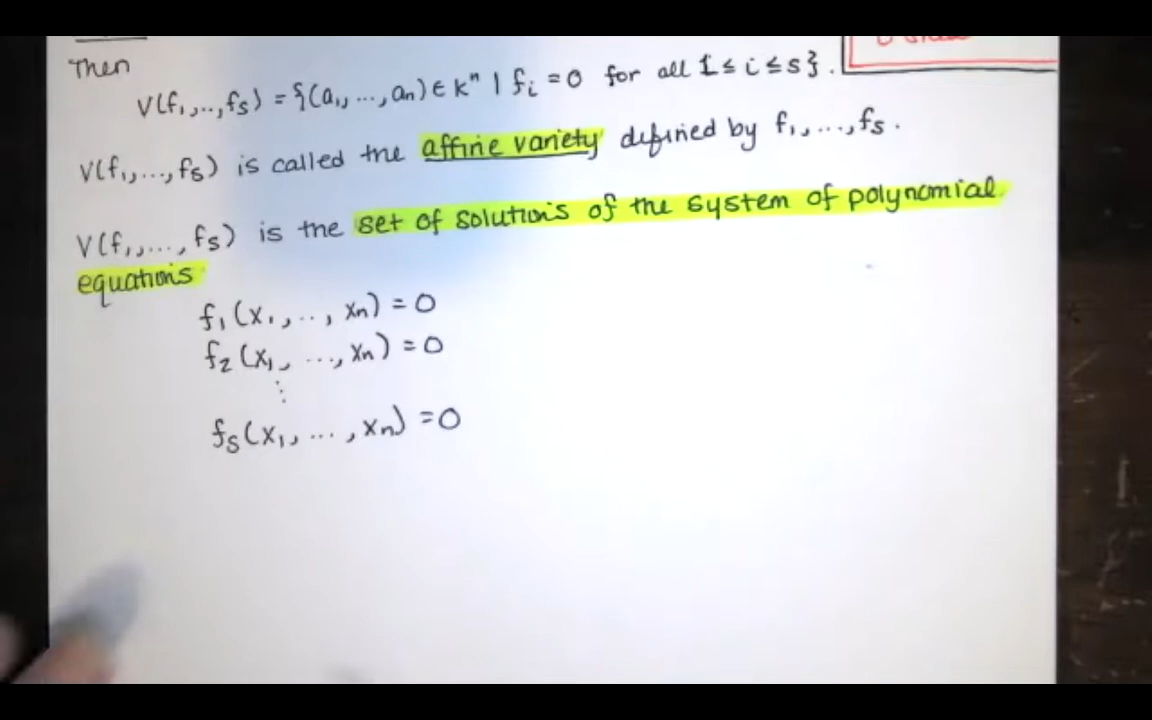 Then
V(f₁,..,fₛ) = {(a₁, ..., aₙ) ∈ kⁿ | fᵢ = 0 for all 1 ≤ i ≤ s}.
V(f₁,...,fₛ) is called the affine variety defined by f₁,...,fₛ.
V(f₁,...,fₛ) is the set of solutions of the system of polynomial
equations
f₁(x₁,..,xₙ) = 0
f₂(x₁,...,xₙ) = 0
⋮
fₛ(x₁,...,xₙ) = 0